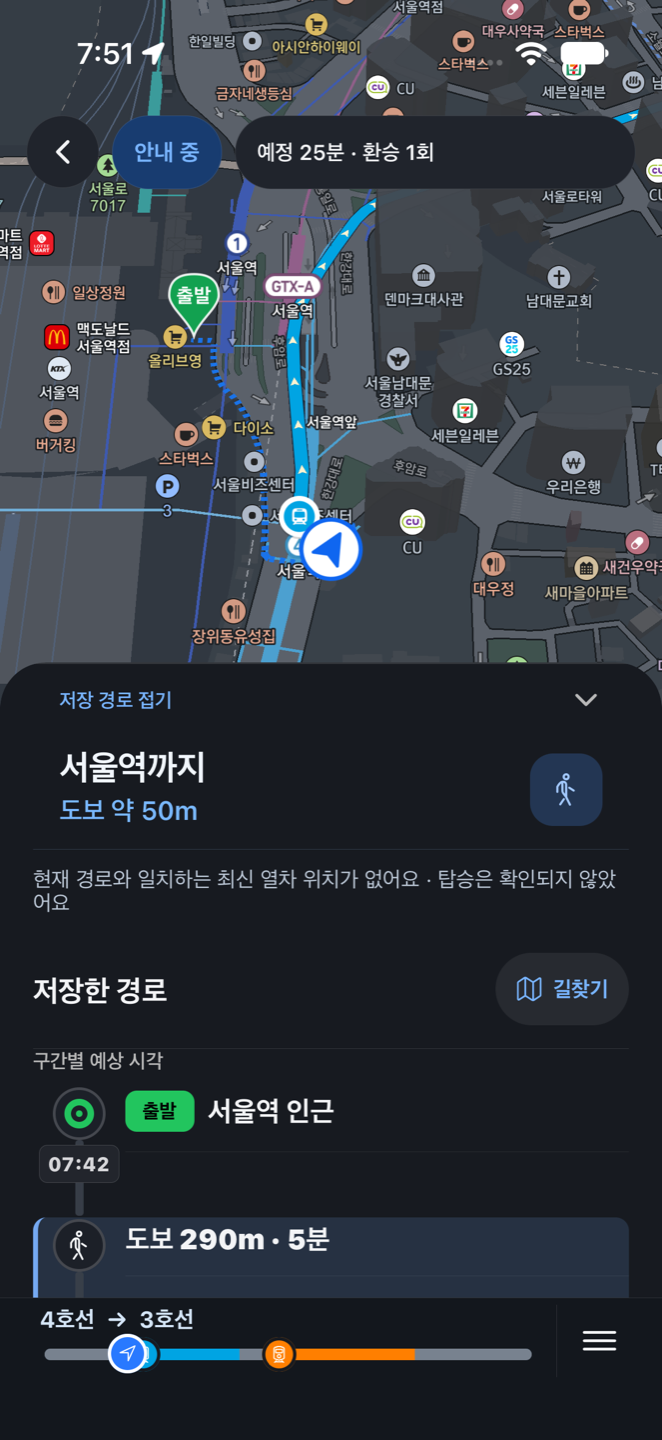 서울역점
대우사약국
스타벅스
한일빌딩
아시안하이웨이
7:51
스타벅스
금자네생등심
CU
세븐일레븐
안내 중
예정 25분 · 환승 1회
서울로
7017
서울로타워
마트
역점
LOTTE
MART
1
서울역
출발
일상정원
GTX-A
서울역
한강대로
덴마크대사관
남대문교회
맥도날드
서울역점
올리브영
KTX
서울역
후암로
서울남대문
경찰서
GS
25
GS25
버거킹
스타벅스
다이소
서울역앞
세븐일레븐
서울비즈센터
한강대로
후암로
우리은행
P
3
CU
CU
서울
대우정
새건우약국
새마을아파트
장위동유성집
저장 경로 접기
서울역까지
도보 약 50m
현재 경로와 일치하는 최신 열차 위치가 없어요 · 탑승은 확인되지 않았
어요
저장한 경로
길찾기
구간별 예상 시각
출발
서울역 인근
07:42
도보 290m · 5분
4호선 → 3호선